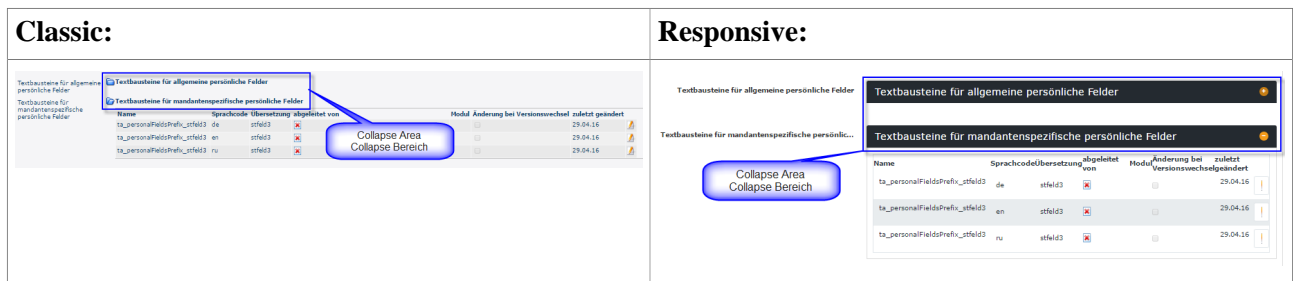 Classic:
Textbausteine für allgemeine persönliche Felder
Textbausteine für allgemeine
persönliche Felder
Textbausteine für
mandantenspezifische
persönliche Felder
Textbausteine für mandantenspezifische persönliche Felder
Name Sprachcode Übersetzung abgeleitet von Modul Änderung bei Versionswechsel zuletzt geändert
ta_personalFieldsPrefix_stfeld3 de stfeld3 29.04.16
ta_personalFieldsPrefix_stfeld3 en stfeld3 29.04.16
ta_personalFieldsPrefix_stfeld3 ru stfeld3 29.04.16
Collapse Area
Collapse Bereich
Responsive:
Textbausteine für allgemeine persönliche Felder
Textbausteine für allgemeine persönliche Felder
Textbausteine für mandantenspezifische persönlic...
Textbausteine für mandantenspezifische persönliche Felder
Collapse Area
Collapse Bereich
Name Sprachcode Übersetzung abgeleitet von Modul Änderung bei Versionswechsel zuletzt geändert
ta_personalFieldsPrefix_stfeld3 de stfeld3 29.04.16
ta_personalFieldsPrefix_stfeld3 en stfeld3 29.04.16
ta_personalFieldsPrefix_stfeld3 ru stfeld3 29.04.16